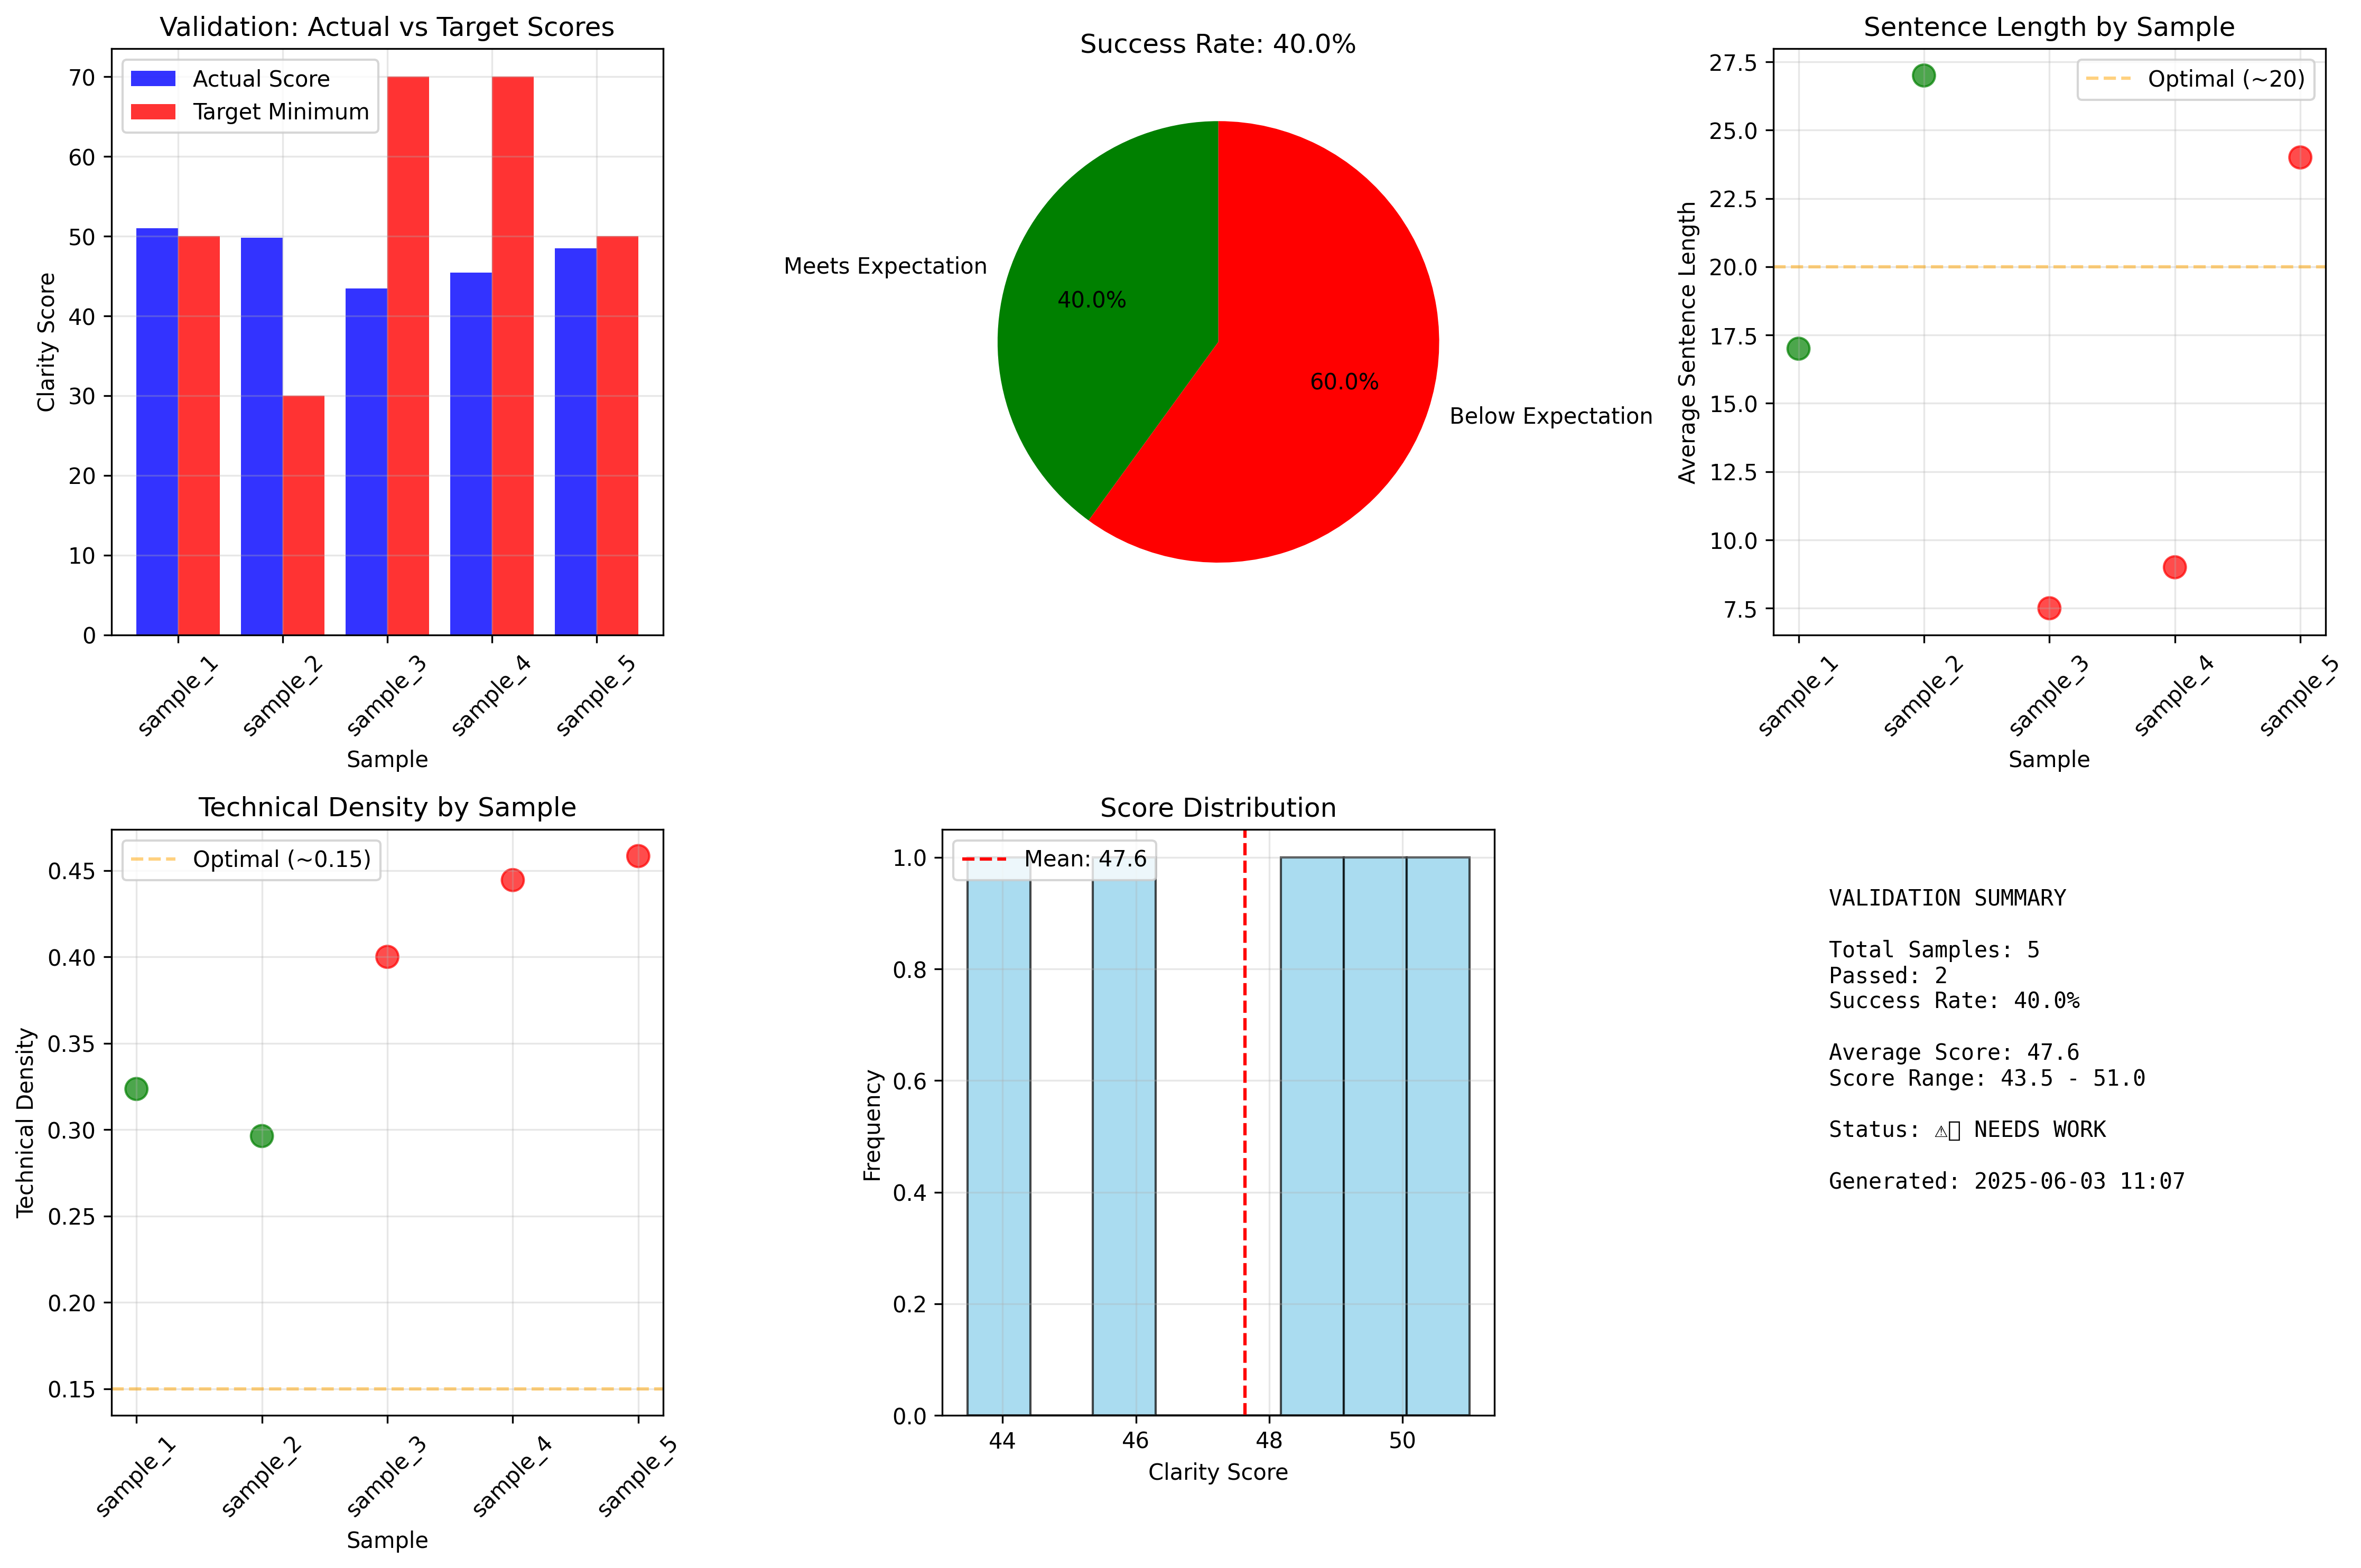 Validation: Actual vs Target Scores
Actual Score
Target Minimum
Clarity Score
70
60
50
40
30
20
10
0
sample_1
sample_2
sample_3
sample_4
sample_5
Sample
Success Rate: 40.0%
Meets Expectation
40.0%
60.0%
Below Expectation
Sentence Length by Sample
Optimal (~20)
Average Sentence Length
27.5
25.0
22.5
20.0
17.5
15.0
12.5
10.0
7.5
sample_1
sample_2
sample_3
sample_4
sample_5
Sample
Technical Density by Sample
Optimal (~0.15)
Technical Density
0.45
0.40
0.35
0.30
0.25
0.20
0.15
sample_1
sample_2
sample_3
sample_4
sample_5
Sample
Score Distribution
Mean: 47.6
Frequency
1.0
0.8
0.6
0.4
0.2
0.0
44
46
48
50
Clarity Score
VALIDATION SUMMARY
Total Samples: 5
Passed: 2
Success Rate: 40.0%
Average Score: 47.6
Score Range: 43.5 - 51.0
Status: ⚠▯ NEEDS WORK
Generated: 2025-06-03 11:07